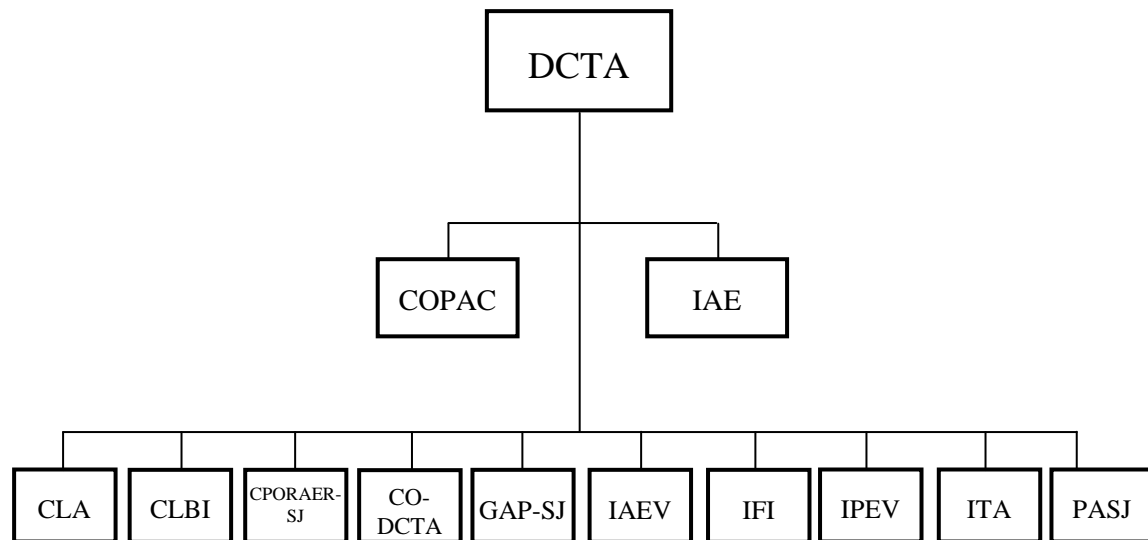 DCTA
COPAC
IAE
CLA
CLBI
CPORAER-
SJ
CO-
DCTA
GAP-SJ
IAEV
IFI
IPEV
ITA
PASJ